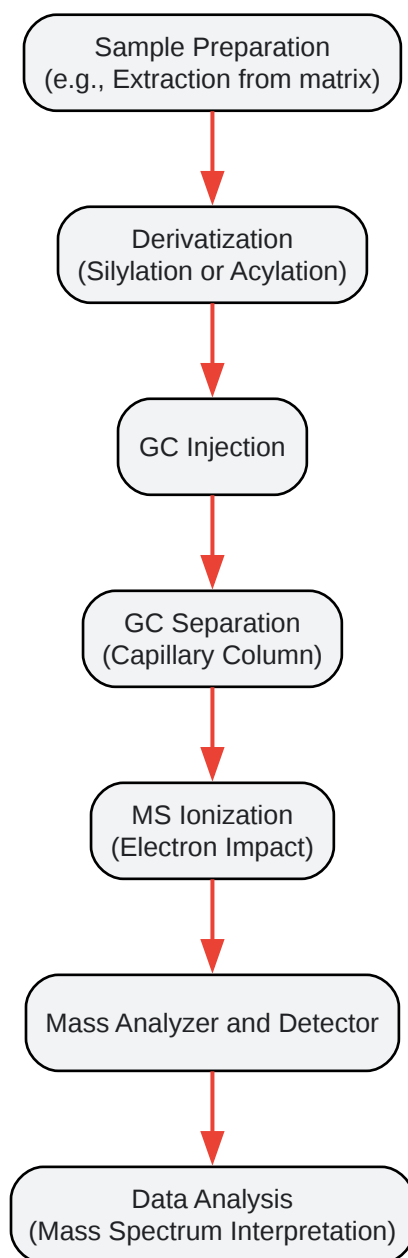 Sample Preparation
(e.g., Extraction from matrix)
Derivatization
(Silylation or Acylation)
GC Injection
GC Separation
(Capillary Column)
MS Ionization
(Electron Impact)
Mass Analyzer and Detector
Data Analysis
(Mass Spectrum Interpretation)